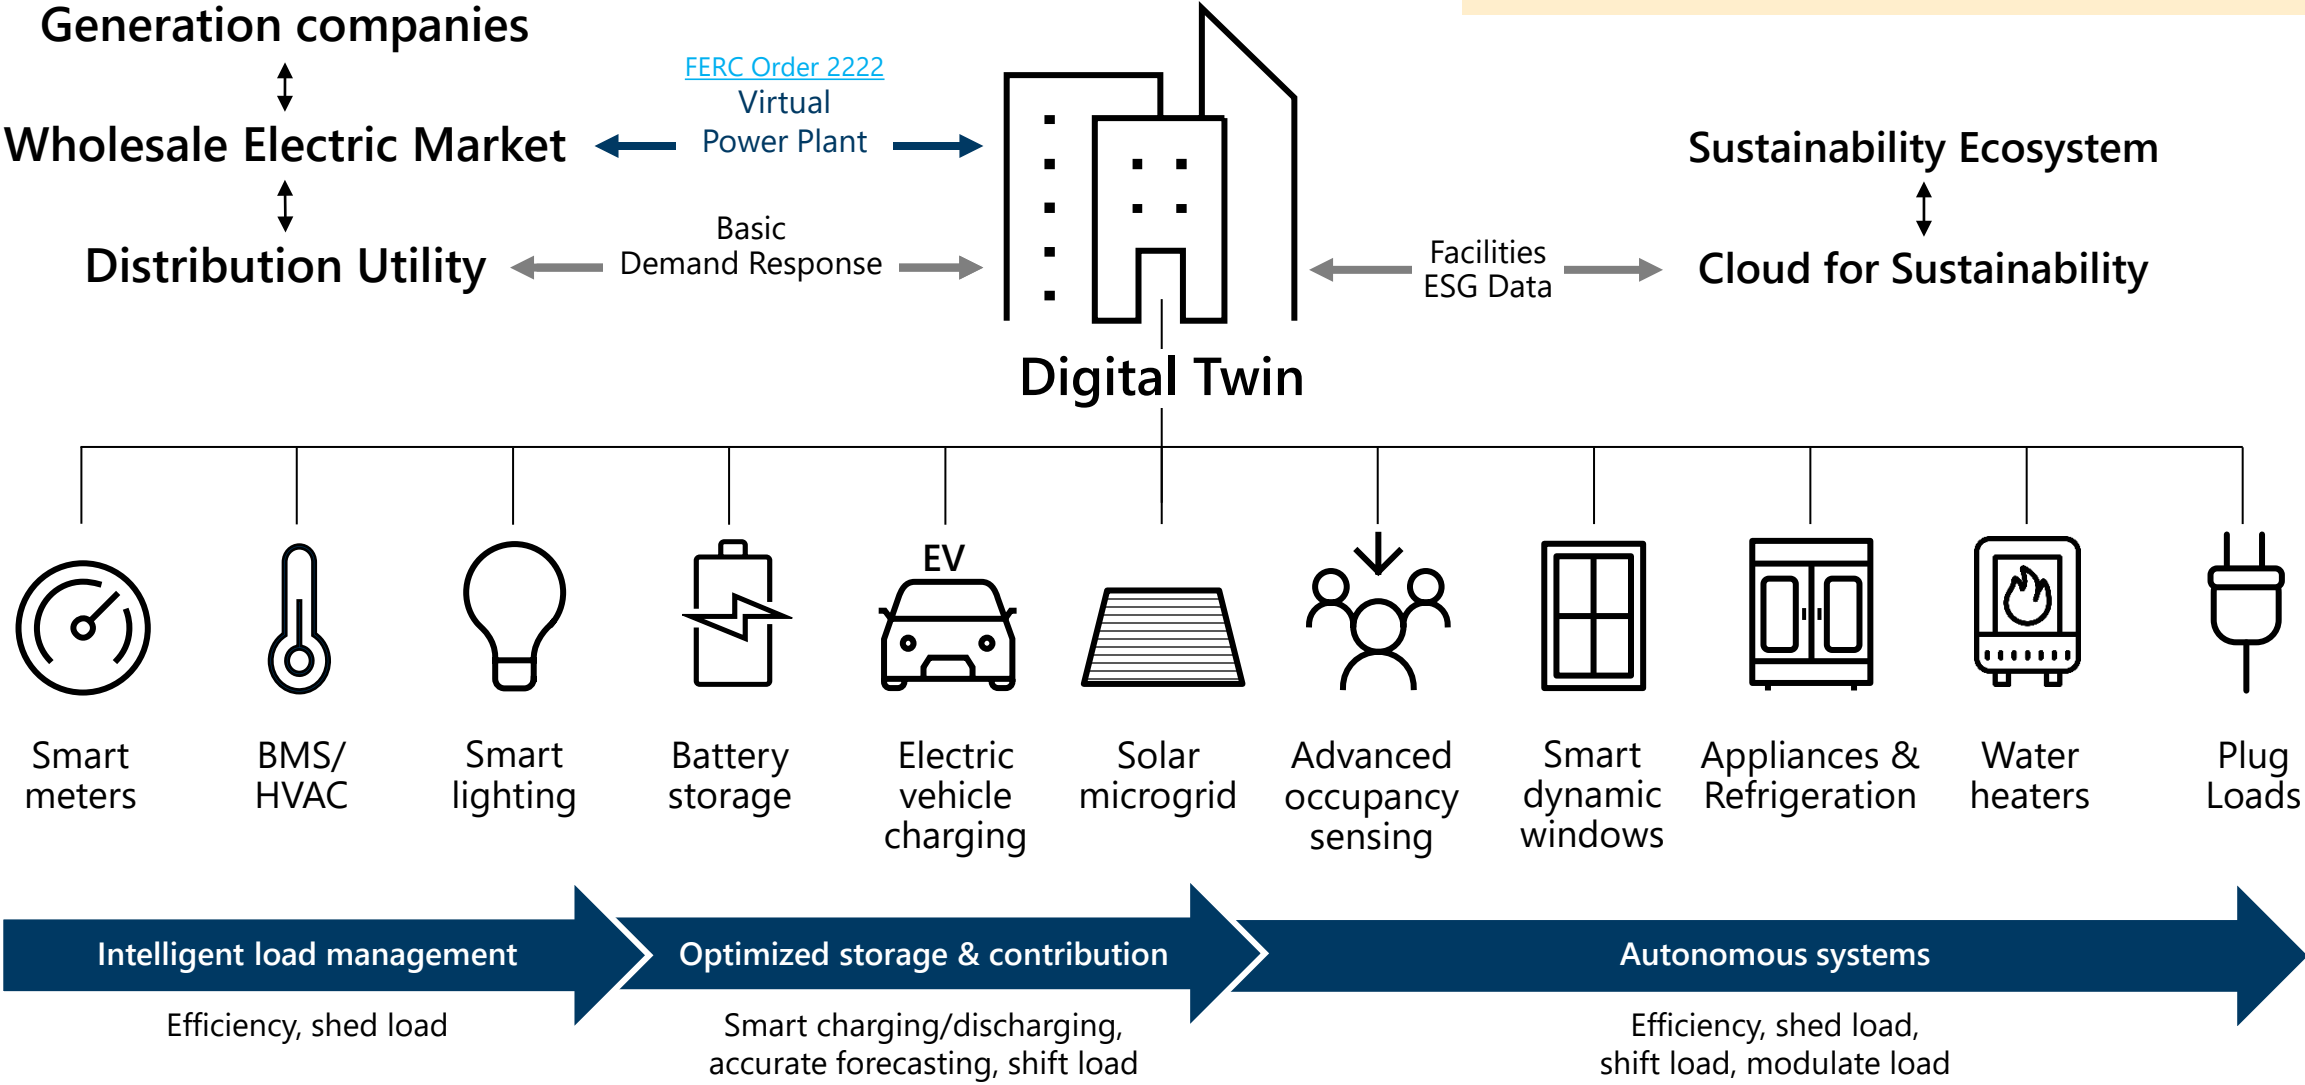 Generation companies
FERC Order 2222
Virtual
Power Plant
Wholesale Electric Market
Sustainability Ecosystem
Basic
Demand Response
Distribution Utility
Facilities
ESG Data
Cloud for Sustainability
Digital Twin
EV
Smart
meters
BMS/
HVAC
Smart
lighting
Battery
storage
Electric
vehicle
charging
Solar
microgrid
Advanced
occupancy
sensing
Smart
dynamic
windows
Appliances &
Refrigeration
Water
heaters
Plug
Loads
Intelligent load management
Optimized storage & contribution
Autonomous systems
Efficiency, shed load
Smart charging/discharging,
accurate forecasting, shift load
Efficiency, shed load,
shift load, modulate load